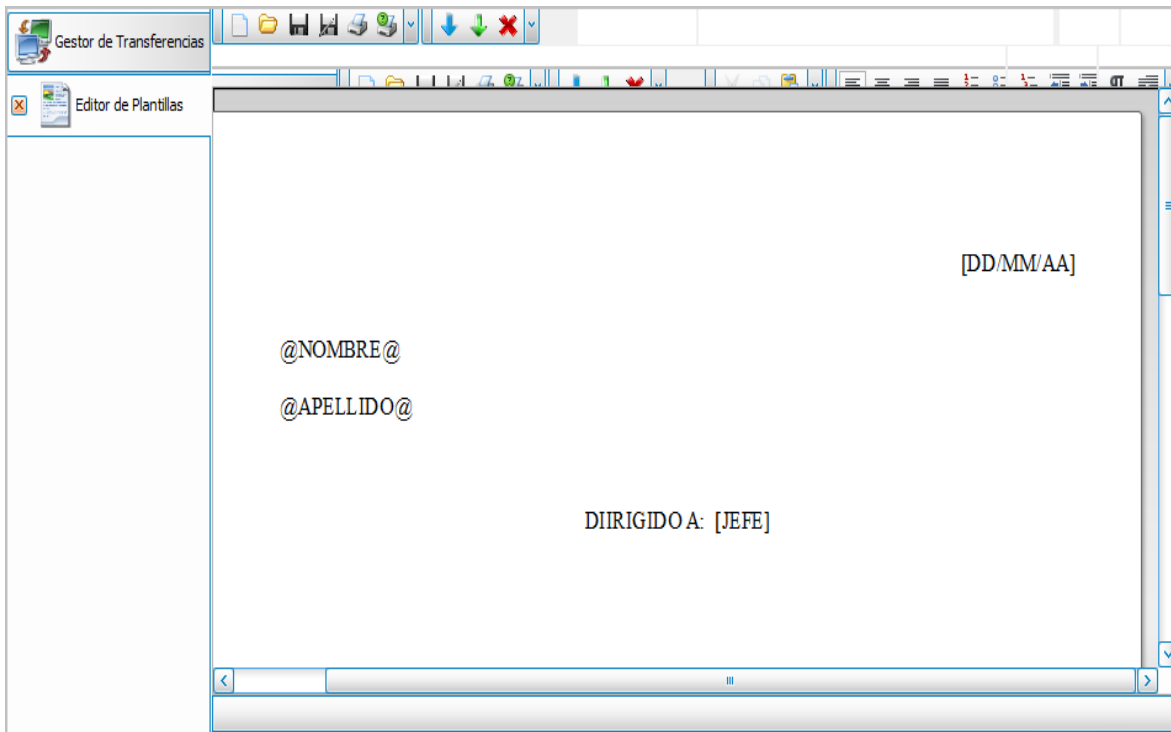 Gestor de Transferencias
Editor de Plantillas
[DD/MM/AA]
@NOMBRE@
@APELLIDO@
DIIRIGIDO A: [JEFE]